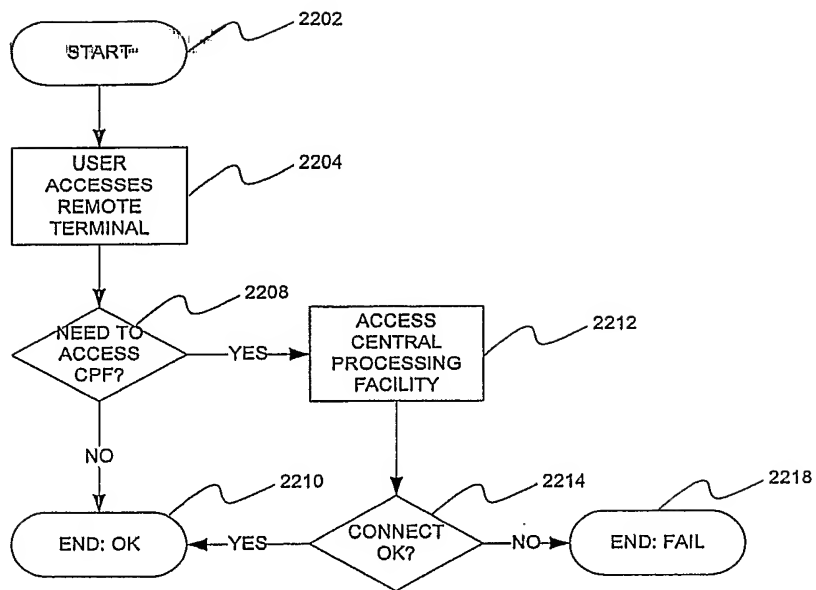 START
2202
USER
ACCESSES
REMOTE
TERMINAL
2204
NEED TO
ACCESS
CPF?
2208
YES
ACCESS
CENTRAL
PROCESSING
FACILITY
2212
NO
END: OK
2210
YES
CONNECT
OK?
2214
NO
END: FAIL
2218